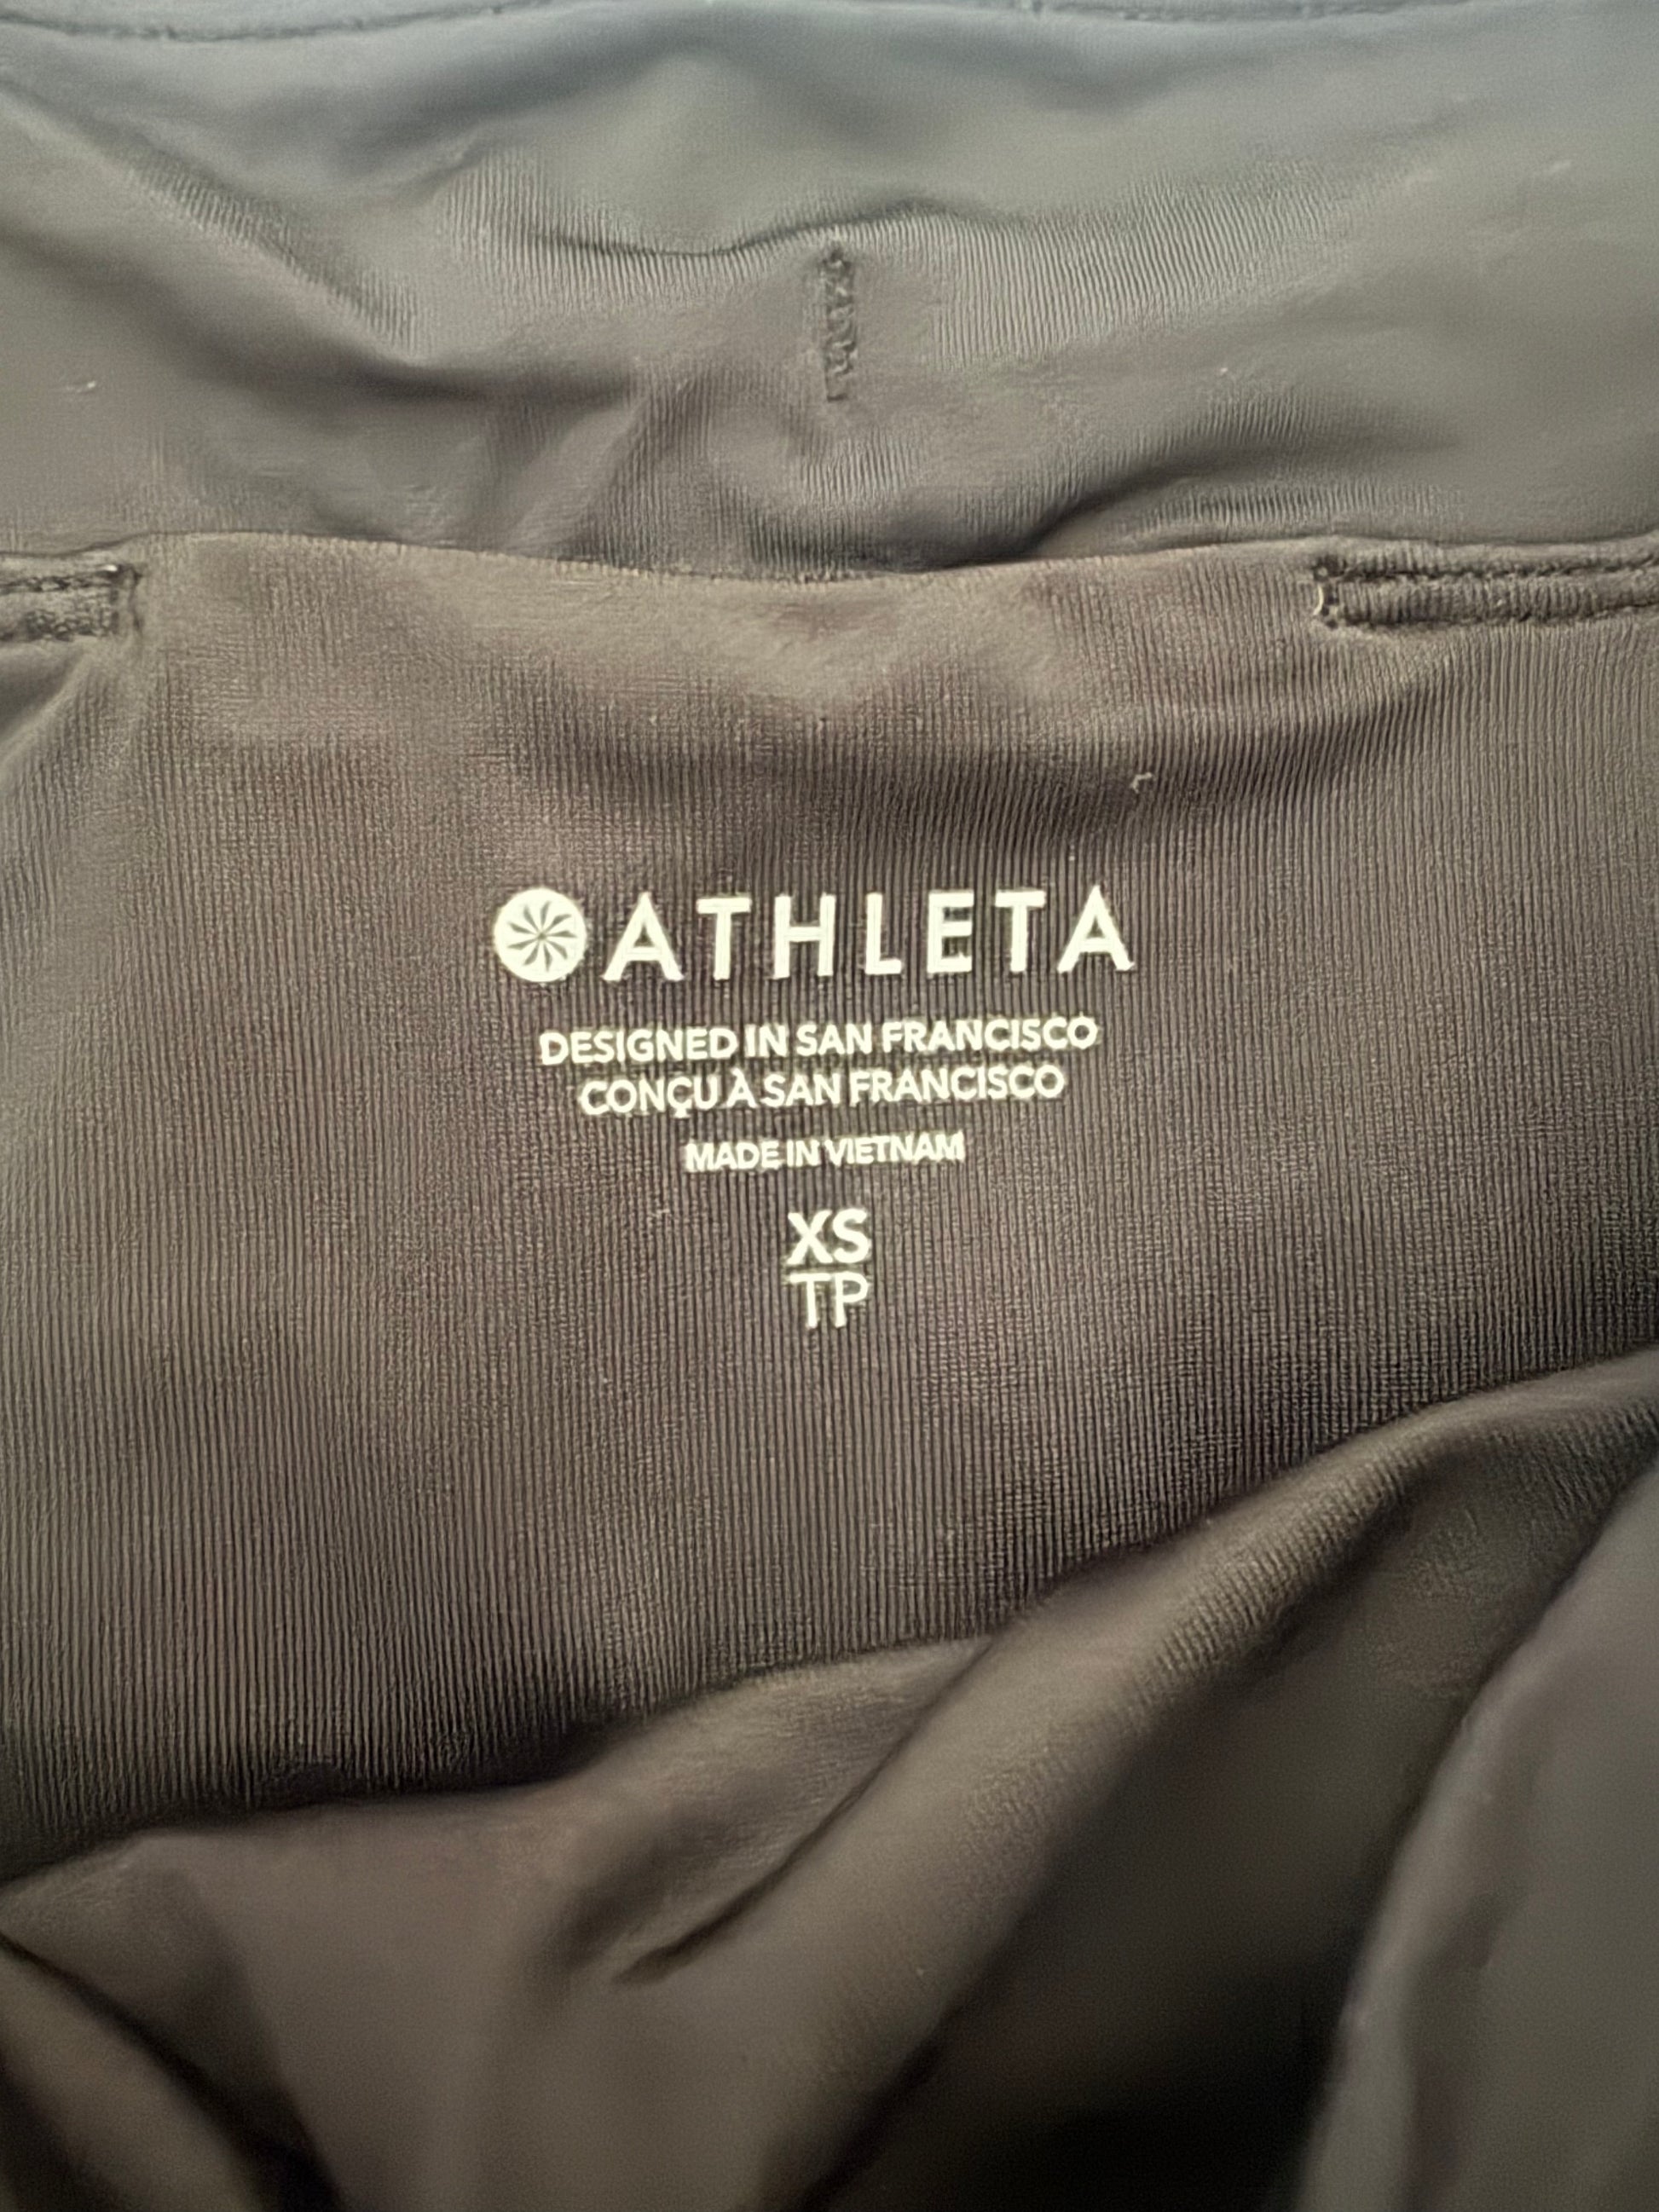 ATHLETA
DESIGNED IN SAN FRANCISCO
CONÇU À SAN FRANCISCO
MADE IN VIETNAM
XS
TP